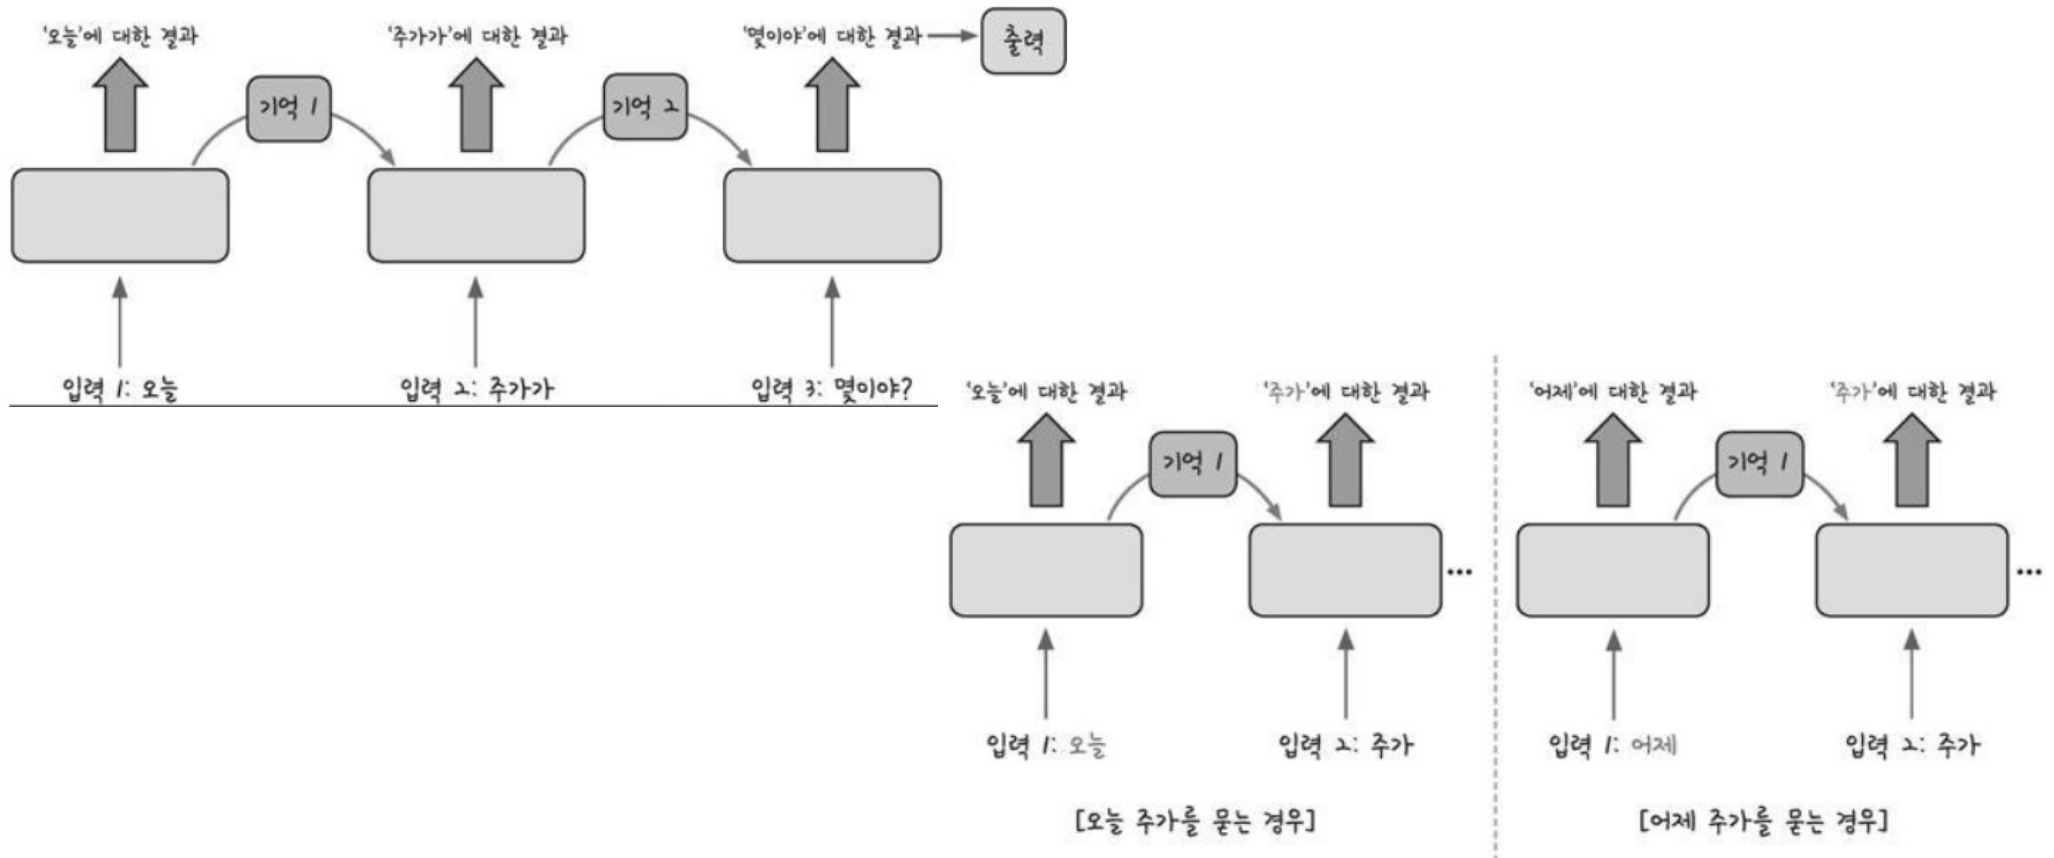 '오늘'에 대한 결과
'주가가'에 대한 결과
'몇이야'에 대한 결과
출력
기억 1
기억 2
입력 1: 오늘
입력 2: 주가가
입력 3: 몇이야?
'오늘'에 대한 결과
'주가'에 대한 결과
기억 1
...
입력 1: 오늘
입력 2: 주가
[오늘 주가를 묻는 경우]
'어제'에 대한 결과
'주가'에 대한 결과
기억 1
...
입력 1: 어제
입력 2: 주가
[어제 주가를 묻는 경우]